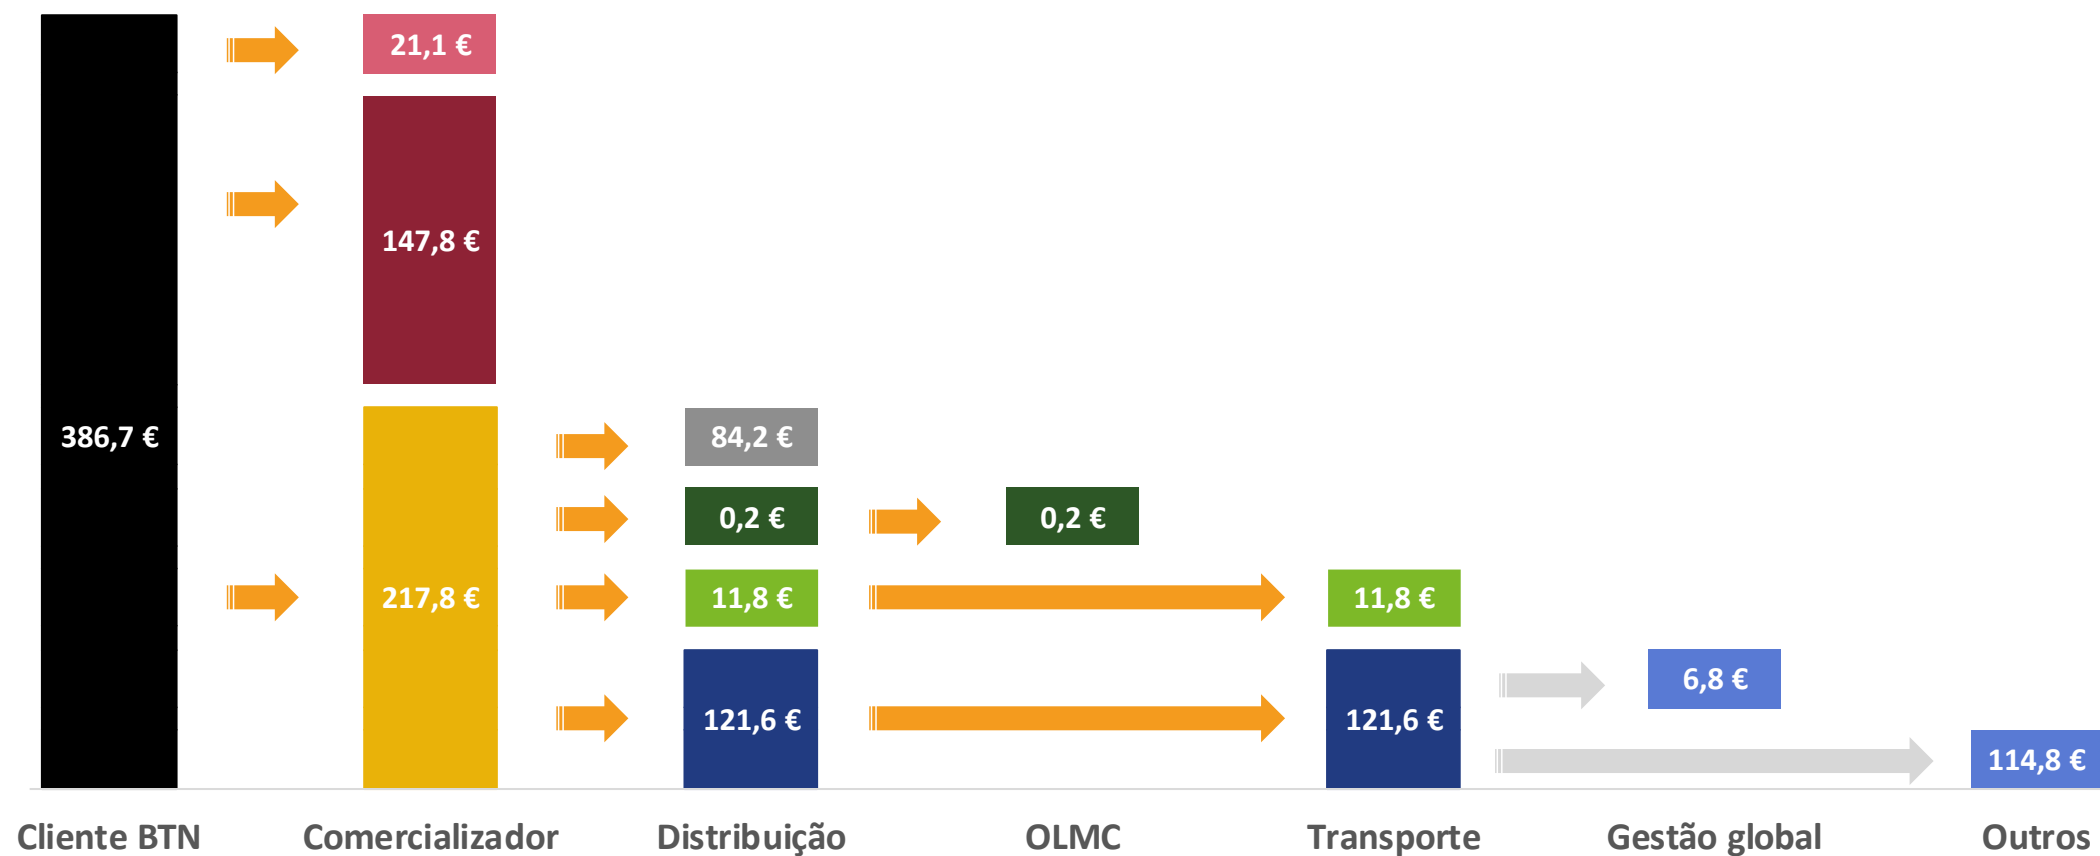 21,1 €
147,8 €
386,7 €
84,2 €
0,2 €
0,2 €
217,8 €
11,8 €
11,8 €
6,8 €
121,6 €
121,6 €
114,8 €
Cliente BTN
Comercializador
Distribuição
OLMC
Transporte
Gestão global
Outros